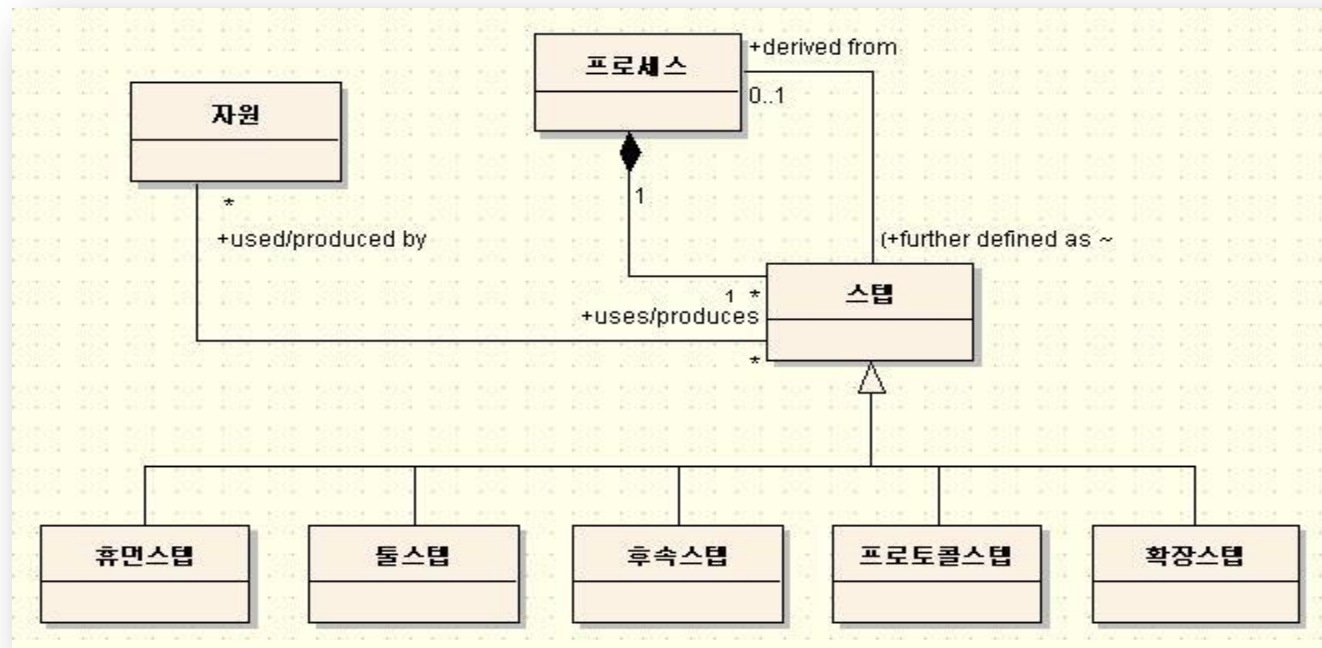 프로세스
+derived from
0..1
자원
*
1
+used/produced by
(+further defined as ~
스텝
1 *
+uses/produces
*
휴먼스텝
툴스텝
후속스텝
프로토콜스텝
확장스텝